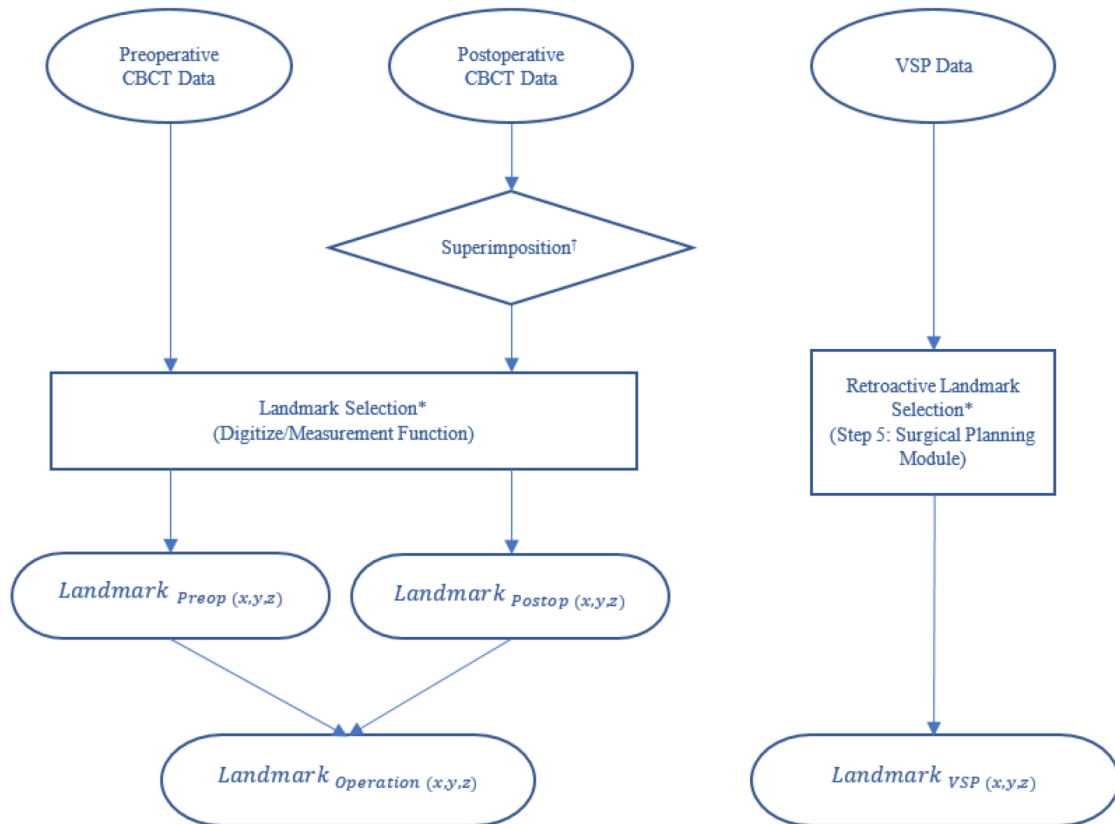 Preoperative
CBCT Data
Postoperative
CBCT Data
VSP Data
Superimposition†
Landmark Selection*
(Digitize/Measurement Function)
Retroactive Landmark
Selection*
(Step 5: Surgical Planning
Module)
Landmark Preop (x,y,z)
Landmark Postop (x,y,z)
Landmark Operation (x,y,z)
Landmark VSP (x,y,z)